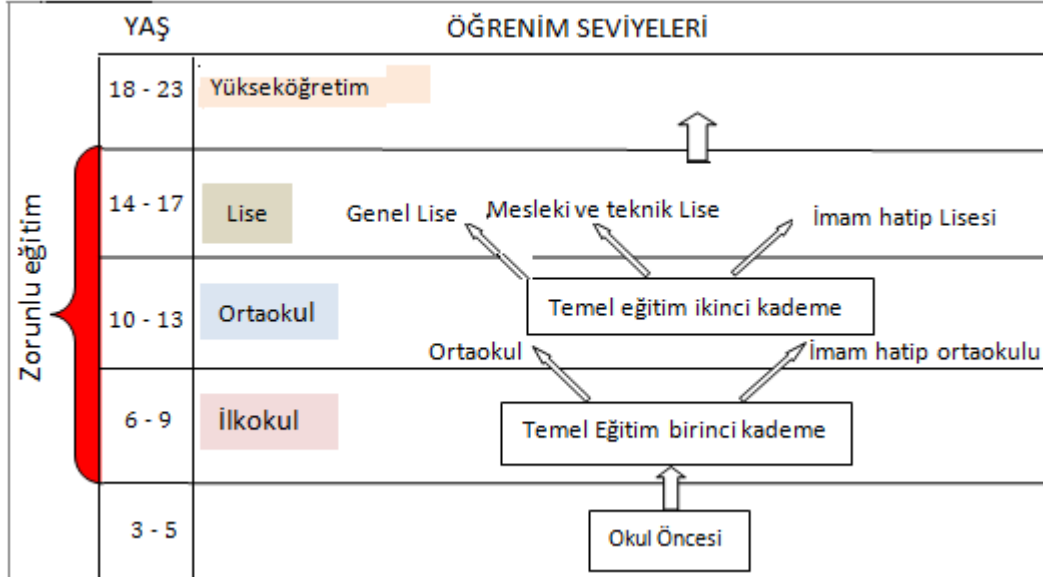 YAŞ
ÖĞRENİM SEVİYELERİ
18 - 23
Yükseköğretim
Zorunlu eğitim
14 - 17
Lise
Genel Lise
Mesleki ve teknik Lise
İmam hatip Lisesi
10 - 13
Ortaokul
Temel eğitim ikinci kademe
Ortaokul
İmam hatip ortaokulu
6 - 9
İlkokul
Temel Eğitim birinci kademe
3 - 5
Okul Öncesi